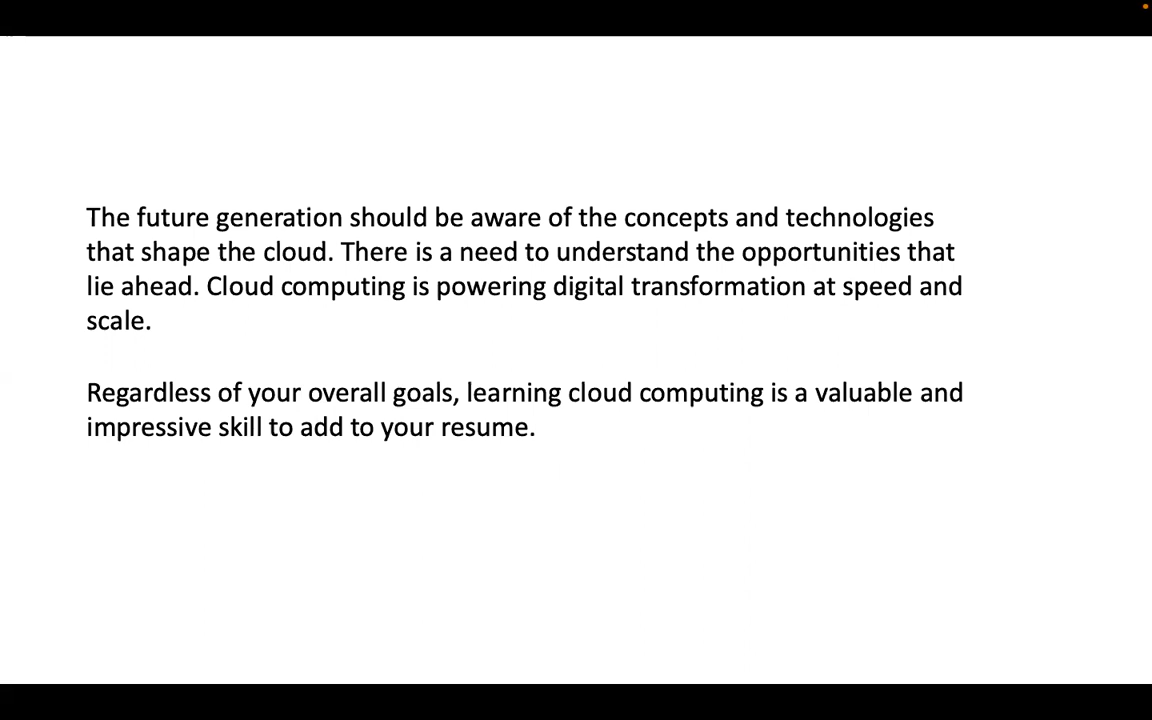 The future generation should be aware of the concepts and technologies
that shape the cloud. There is a need to understand the opportunities that
lie ahead. Cloud computing is powering digital transformation at speed and
scale.
Regardless of your overall goals, learning cloud computing is a valuable and
impressive skill to add to your resume.